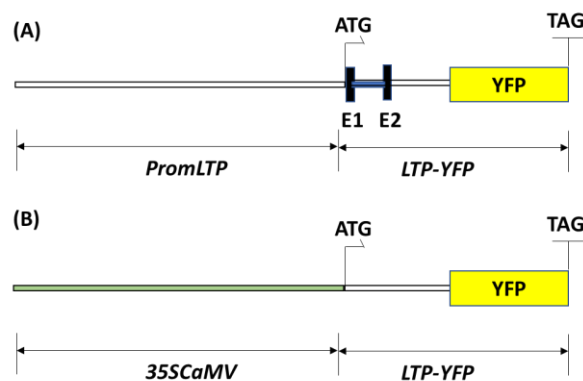 (A)
ATG
TAG
YFP
E1 E2
PromLTP LTP-YFP
(B)
ATG
TAG
YFP
35SCaMV LTP-YFP